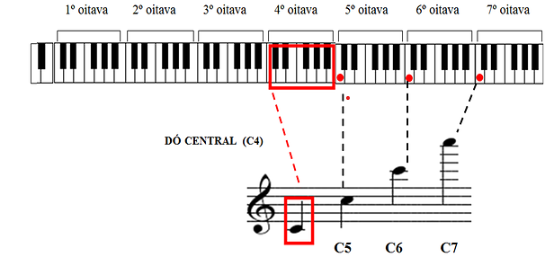 1º oitava 2º oitava 3º oitava 4º oitava 5º oitava 6º oitava 7º oitava
DÓ CENTRAL (C4)
C5 C6 C7